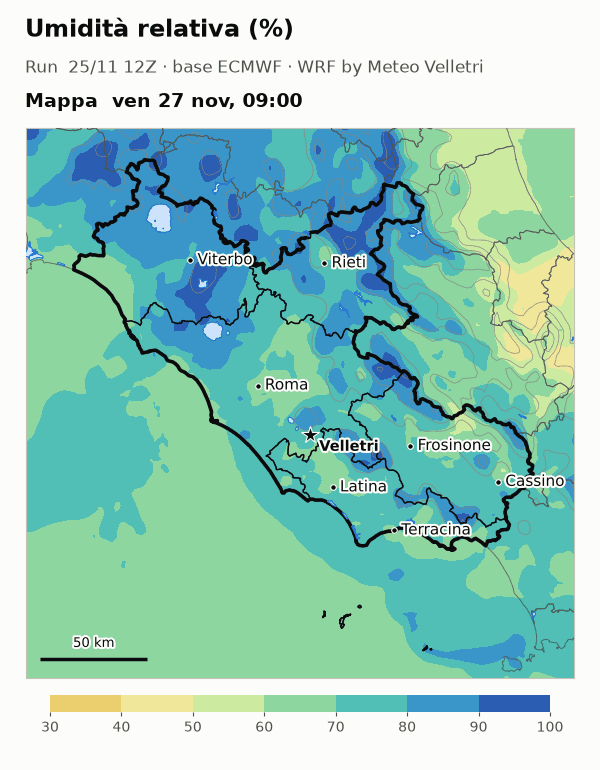 Umidità relativa (%)
Run  25/11 12Z · base ECMWF · WRF by Meteo Velletri
Mappa  ven 27 nov, 09:00
Viterbo
Rieti
Roma
Velletri
Frosinone
Cassino
Latina
Terracina
50 km
30 40 50 60 70 80 90 100